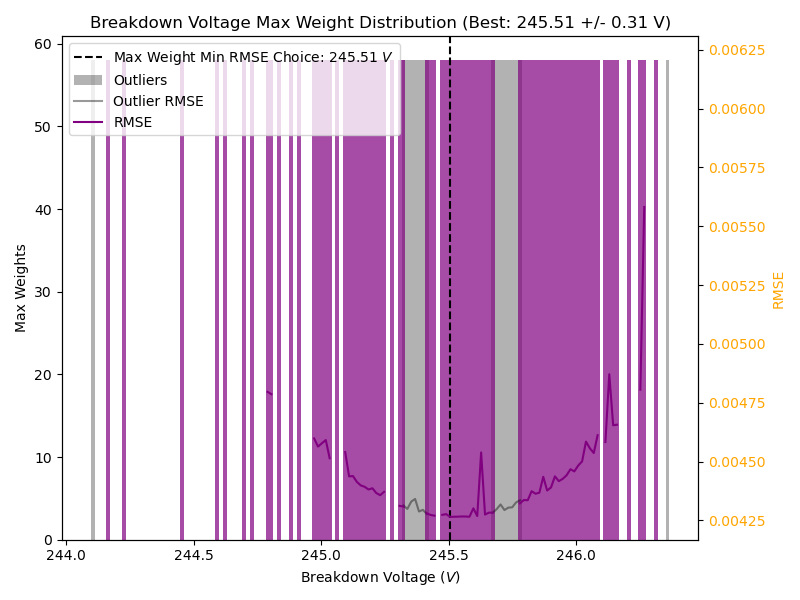 Breakdown Voltage Max Weight Distribution (Best: 245.51 +/- 0.31 V)
Max Weight Min RMSE Choice: 245.51 V
Outliers
Outlier RMSE
RMSE
60
50
40
30
20
10
0
Max Weights
0.00625
0.00600
0.00575
0.00550
0.00525
0.00500
0.00475
0.00450
0.00425
RMSE
244.0 244.5 245.0 245.5 246.0
Breakdown Voltage (V)